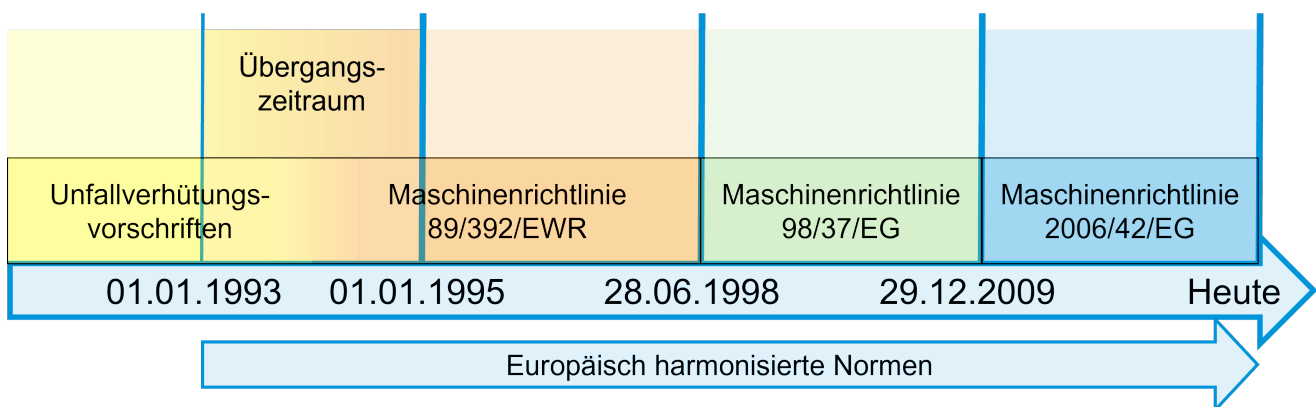 Übergangs-
zeitraum
Unfallverhütungs-
vorschriften
Maschinenrichtlinie
89/392/EWR
Maschinenrichtlinie
98/37/EG
Maschinenrichtlinie
2006/42/EG
01.01.1993
01.01.1995
28.06.1998
29.12.2009
Heute
Europäisch harmonisierte Normen